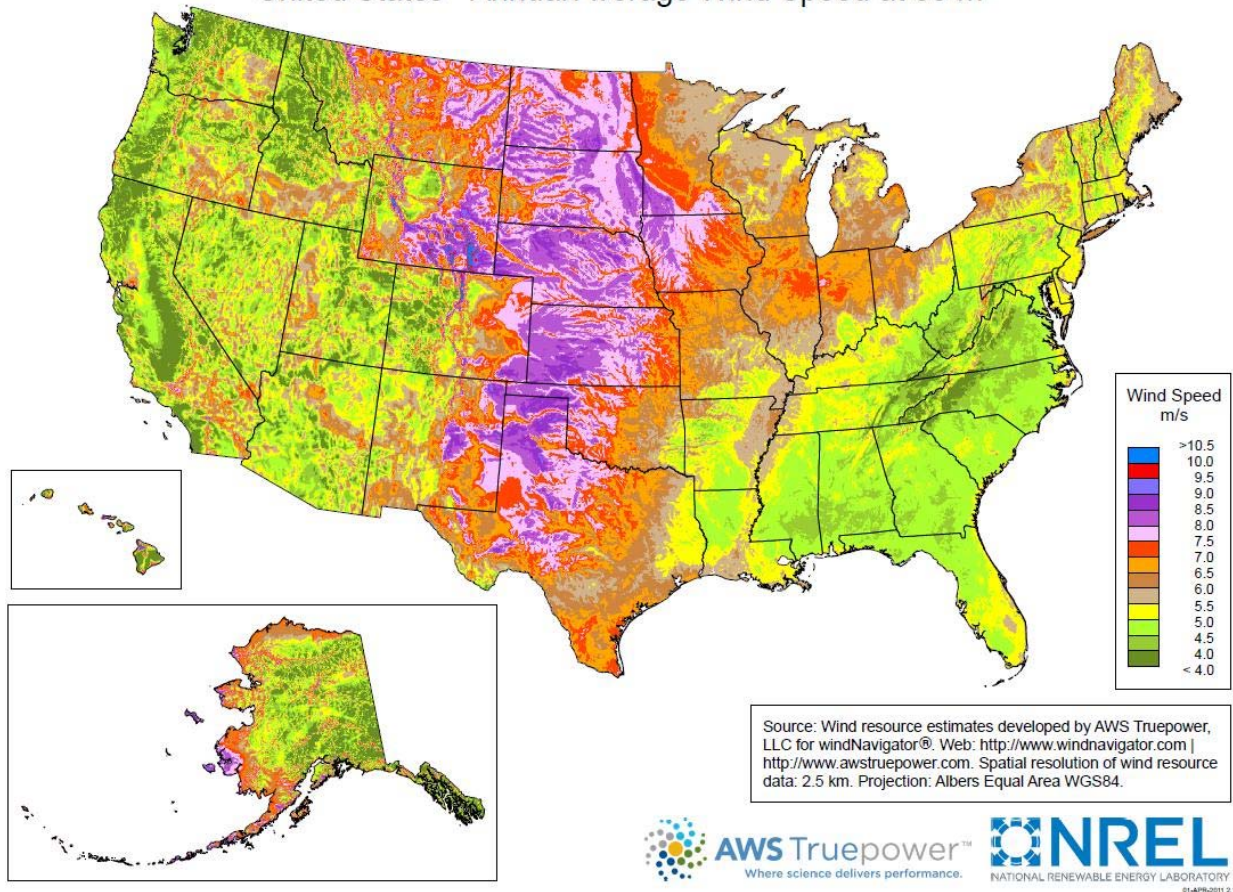 Wind Speed
m/s
>10.5
10.0
9.5
9.0
8.5
8.0
7.5
7.0
6.5
6.0
5.5
5.0
4.5
4.0
< 4.0
Source: Wind resource estimates developed by AWS Truepower,
LLC for windNavigator®. Web: http://www.windnavigator.com |
http://www.awstruepower.com. Spatial resolution of wind resource
data: 2.5 km. Projection: Albers Equal Area WGS84.
AWS Truepower™
Where science delivers performance.
NREL
NATIONAL RENEWABLE ENERGY LABORATORY
01-APR-2011 2